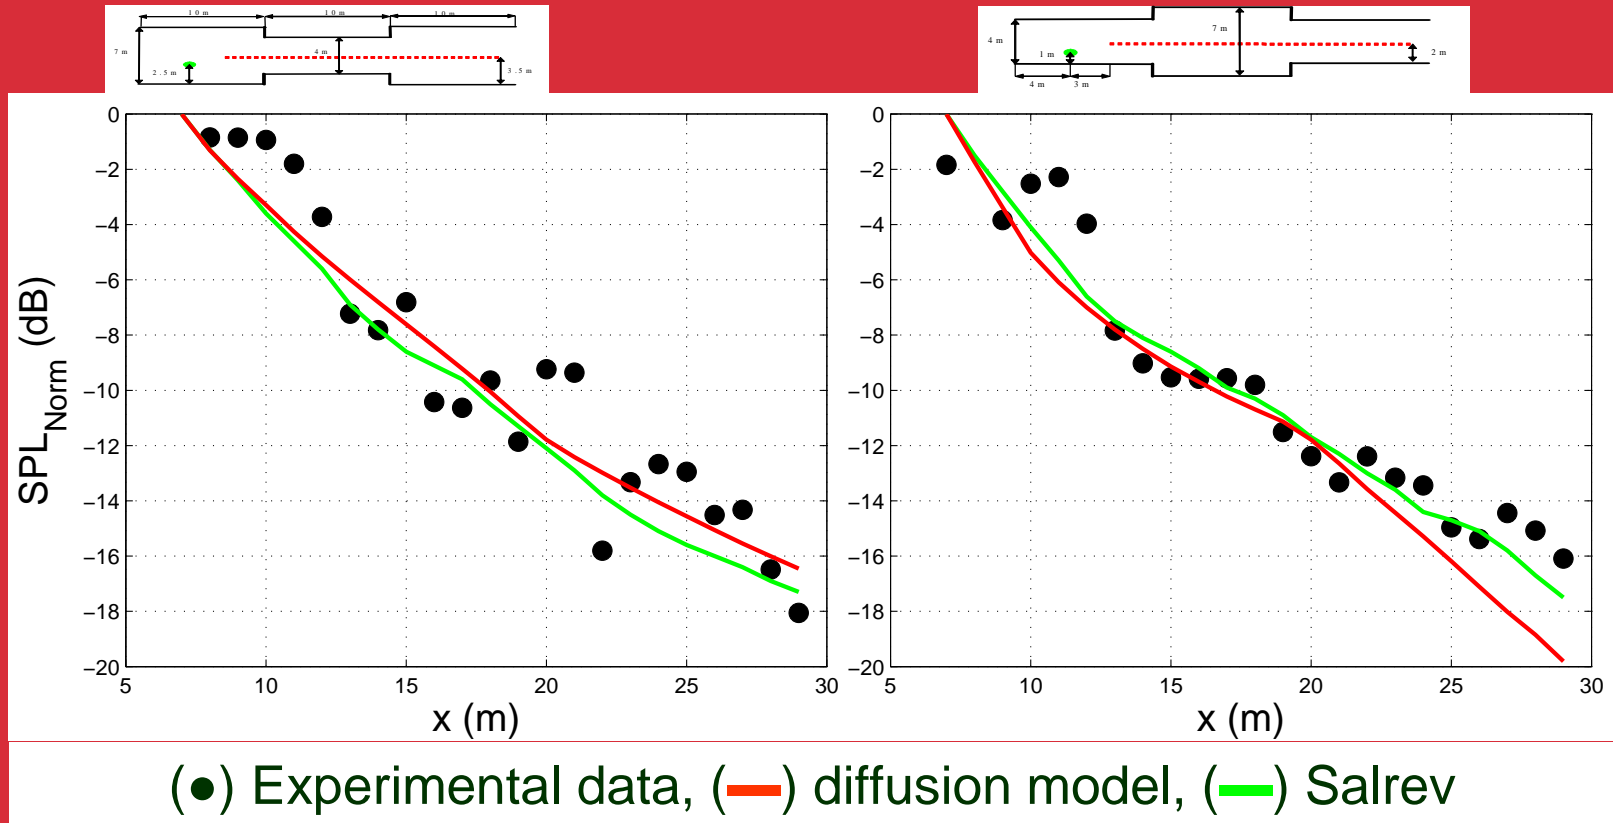 10 m 10 m 10 m
7 m
4 m
2.5 m
3.5 m
4 m
1 m
7 m
2 m
4 m 3 m
0
−2
−4
−6
−8
−10
−12
−14
−16
−18
−20
5 10 15 20 25 30
x (m)
SPL_Norm (dB)
0
−2
−4
−6
−8
−10
−12
−14
−16
−18
−20
5 10 15 20 25 30
x (m)
(●) Experimental data, (—) diffusion model, (—) Salrev